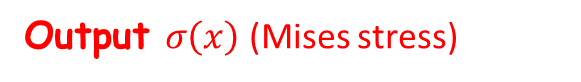 Output σ(x) (Mises stress)